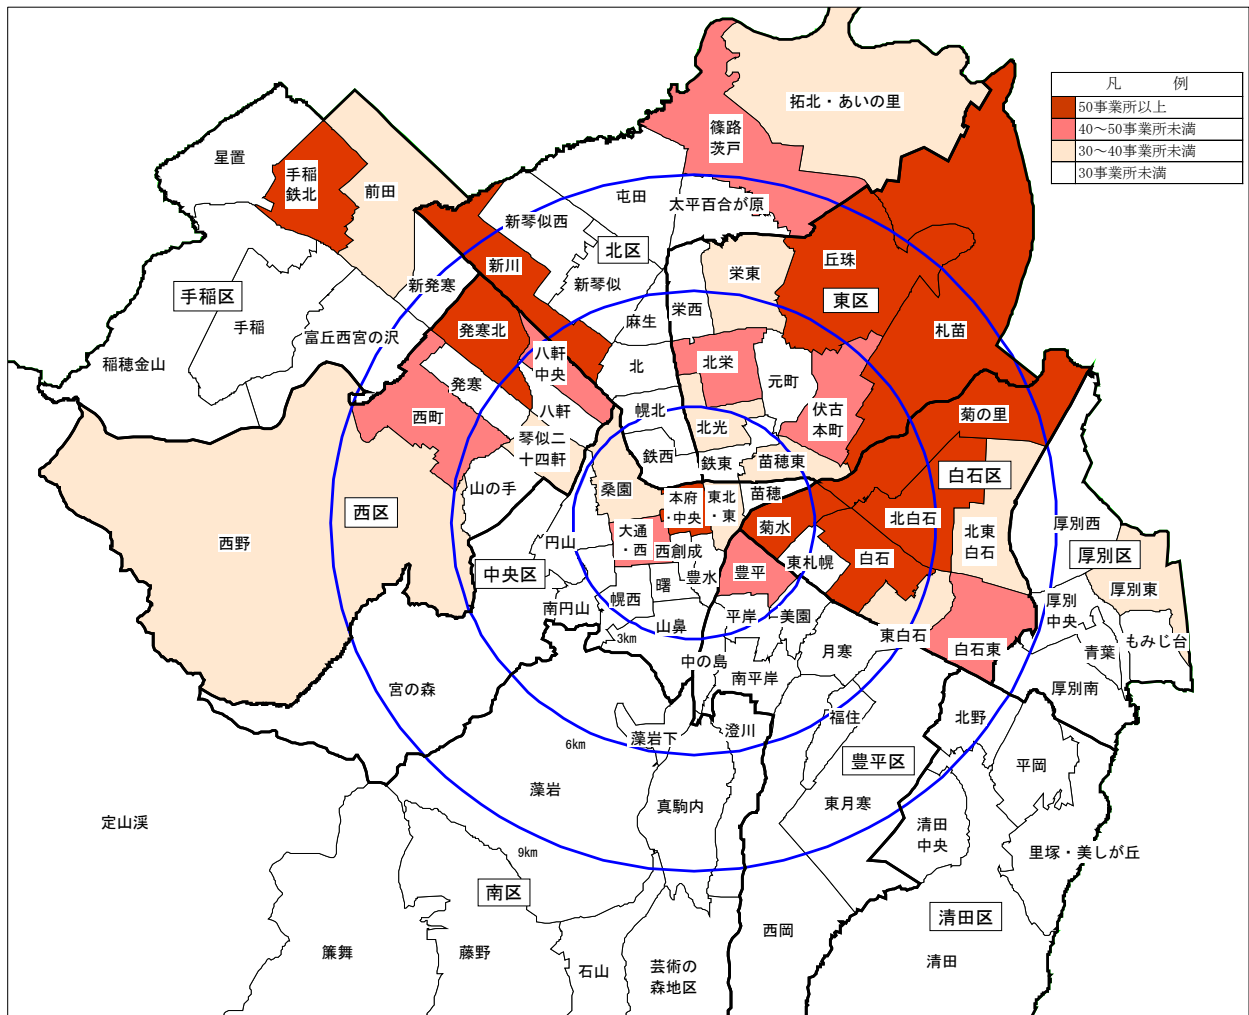 凡　例
50事業所以上
40～50事業所未満
30～40事業所未満
30事業所未満
拓北・あいの里
篠路
茨戸
星置
手稲
鉄北
前田
屯田
太平百合が原
新琴似西
北区
栄東
丘珠
新川
新琴似
新発寒
手稲区
東区
手稲
麻生
栄西
札苗
富丘西宮の沢
発寒北
八軒
中央
北
北栄
元町
稲穂金山
発寒
西町
八軒
幌北
伏古
本町
菊の里
北光
琴似二
十四軒
鉄西
鉄東
苗穂東
白石区
山の手
桑園
本府
・中央
東北
・東
苗穂
西区
北白石
菊水
厚別西
西野
円山
大通
・西
西創成
北東
白石
厚別区
中央区
豊平
東札幌
白石
豊水
曙
厚別東
南円山
幌西
厚別
中央
山鼻
平岸
美園
3km
東白石
もみじ台
中の島
月寒
白石東
青葉
南平岸
宮の森
厚別南
福住
北野
藻岩下
澄川
6km
豊平区
平岡
藻岩
真駒内
東月寒
定山渓
清田
中央
9km
里塚・美しが丘
南区
清田区
西岡
簾舞
藤野
清田
石山
芸術の
森地区